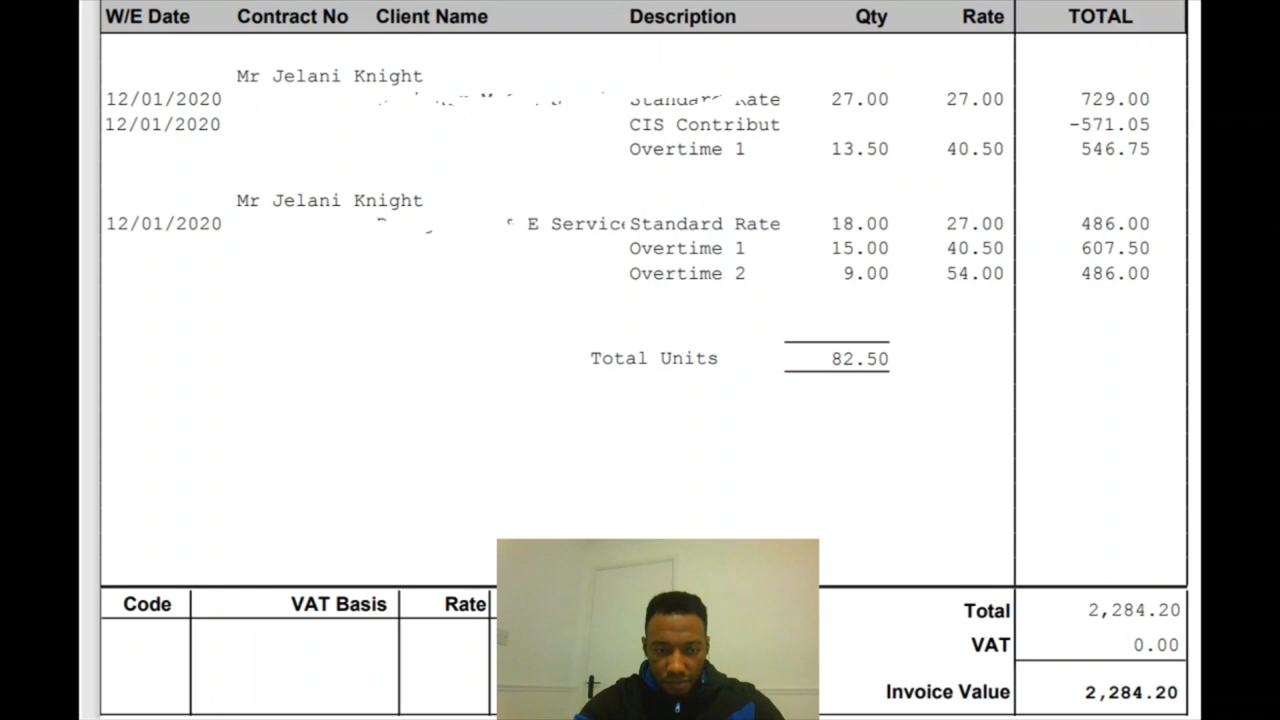 W/E Date Contract No Client Name Description Qty Rate TOTAL
Mr Jelani Knight
12/01/2020 Standard Rate 27.00 27.00 729.00
12/01/2020 CIS Contribut -571.05
Overtime 1 13.50 40.50 546.75
Mr Jelani Knight
12/01/2020 E Service Standard Rate 18.00 27.00 486.00
Overtime 1 15.00 40.50 607.50
Overtime 2 9.00 54.00 486.00
Total Units 82.50
Code VAT Basis Rate Total 2,284.20
VAT 0.00
Invoice Value 2,284.20